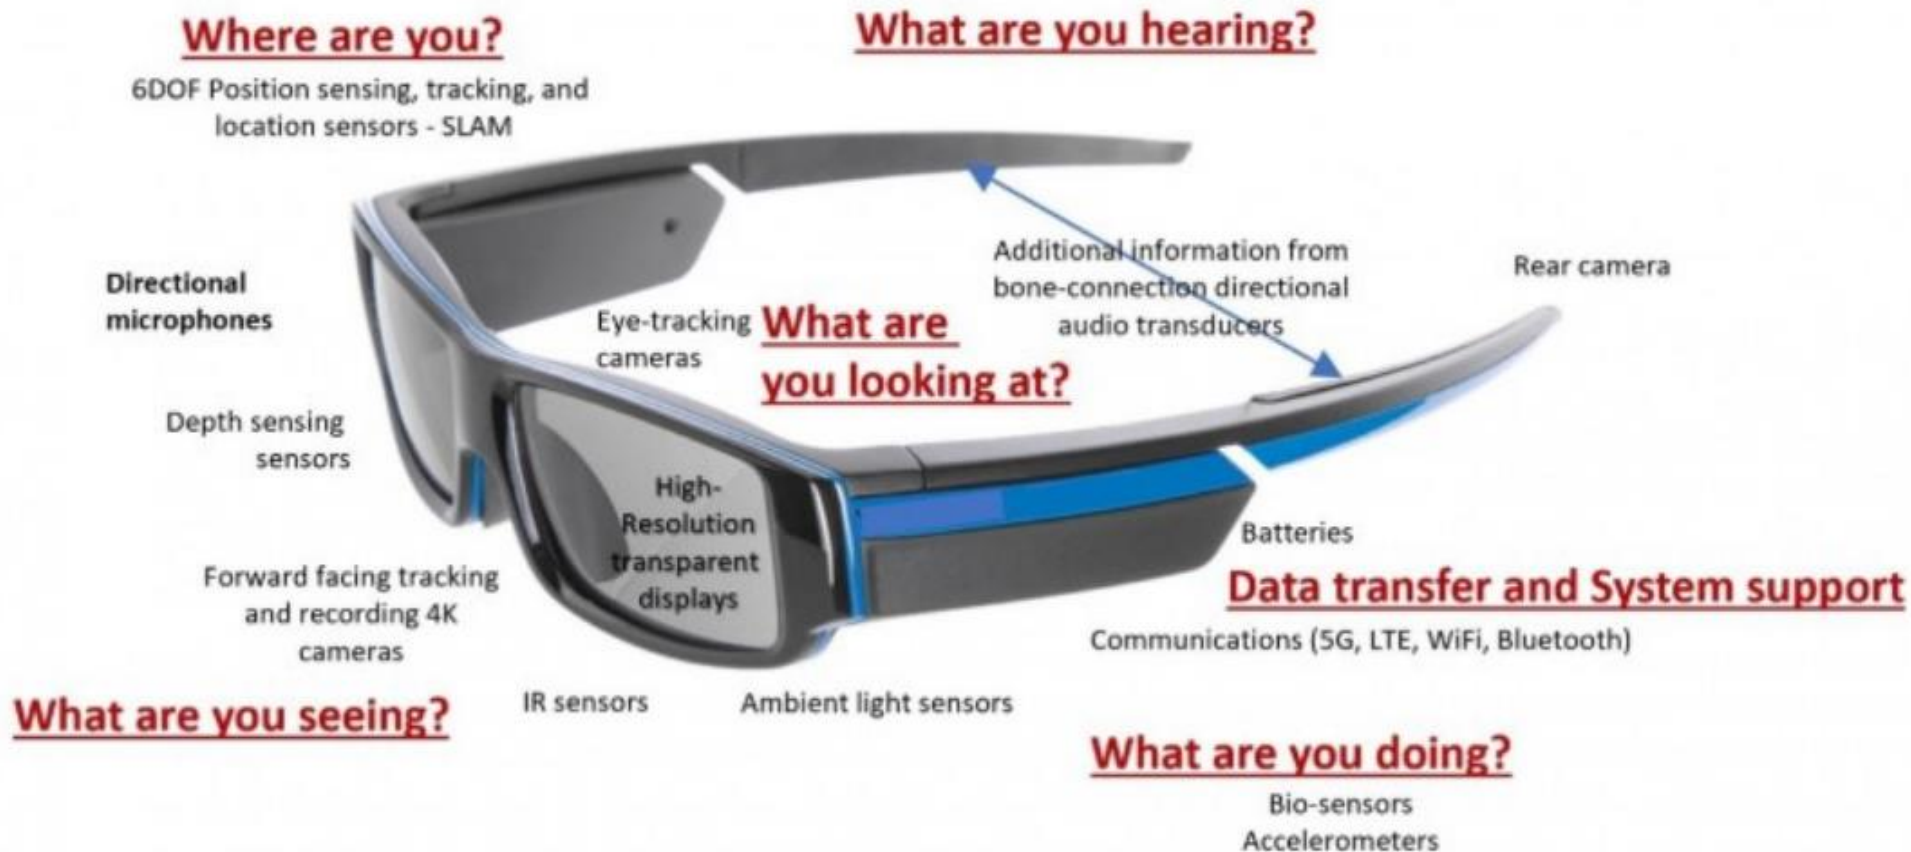 Where are you?
6DOF Position sensing, tracking, and
location sensors - SLAM
What are you hearing?
Additional information from
bone-connection directional
audio transducers
Rear camera
Directional
microphones
Eye-tracking
cameras
What are
you looking at?
Depth sensing
sensors
High-
Resolution
transparent
displays
Batteries
Data transfer and System support
Communications (5G, LTE, WiFi, Bluetooth)
Forward facing tracking
and recording 4K
cameras
What are you seeing?
IR sensors
Ambient light sensors
What are you doing?
Bio-sensors
Accelerometers